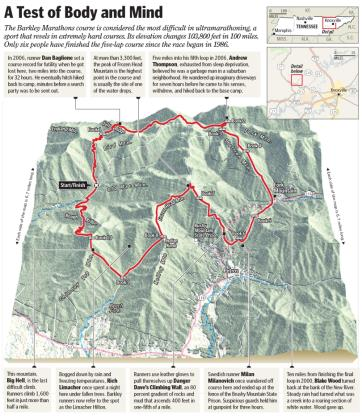 A Test of Body and Mind
The Barkley Marathons course is considered the most difficult in ultramarathoning, a
sport that revels in extremely hard courses. Its elevation changes 103,800 feet in 100 miles.
Only six people have finished the five-lap course since the race began in 1986.
Nashville
Knoxville
TENNESSEE
Memphis
Detail
Detail
below
Knoxville
In 2006, runner Dan Baglione set a
course record for futility when he got
lost here, two miles into the course,
for 32 hours. He eventually hitch hiked
back to camp, minutes before a search
party was to be sent out.
At more than 3,300 feet,
the peak of Frozen Head
Mountain is the highest
point in the course and
is usually the site of one
of the water drops.
Five miles into his fifth loop in 2006, Andrew
Thompson, exhausted from sleep deprivation,
believed he was a garbage man in a suburban
neighborhood. He wandered up imaginary driveways
for seven hours before he came to his senses,
withdrew, and hiked back to the base camp.
Start/Finish
This mountain,
Big Hell, is the last
difficult climb.
Runners climb 1,600
feet in just more than
half a mile.
Bogged down by rain and
freezing temperatures, Rich
Limacher once spent a night
here under fallen trees. Barkley
runners now refer to the spot
as the Limacher Hilton.
Runners use leather gloves to
pull themselves up Danger
Dave's Climbing Wall, an 80
percent gradient of rocks and
mud that ascends 400 feet in
one-fifth of a mile.
Swedish runner Milan
Milanovich once wandered off
course here and ended up at the
fence of the Brushy Mountain State
Prison. Suspicious guards held him
at gunpoint for three hours.
Ten miles from finishing the final
loop in 2000, Blake Wood turned
back at the bank of the New River.
Steady rain had turned what was
a creek into a roaring section of
white water. Wood gave up.